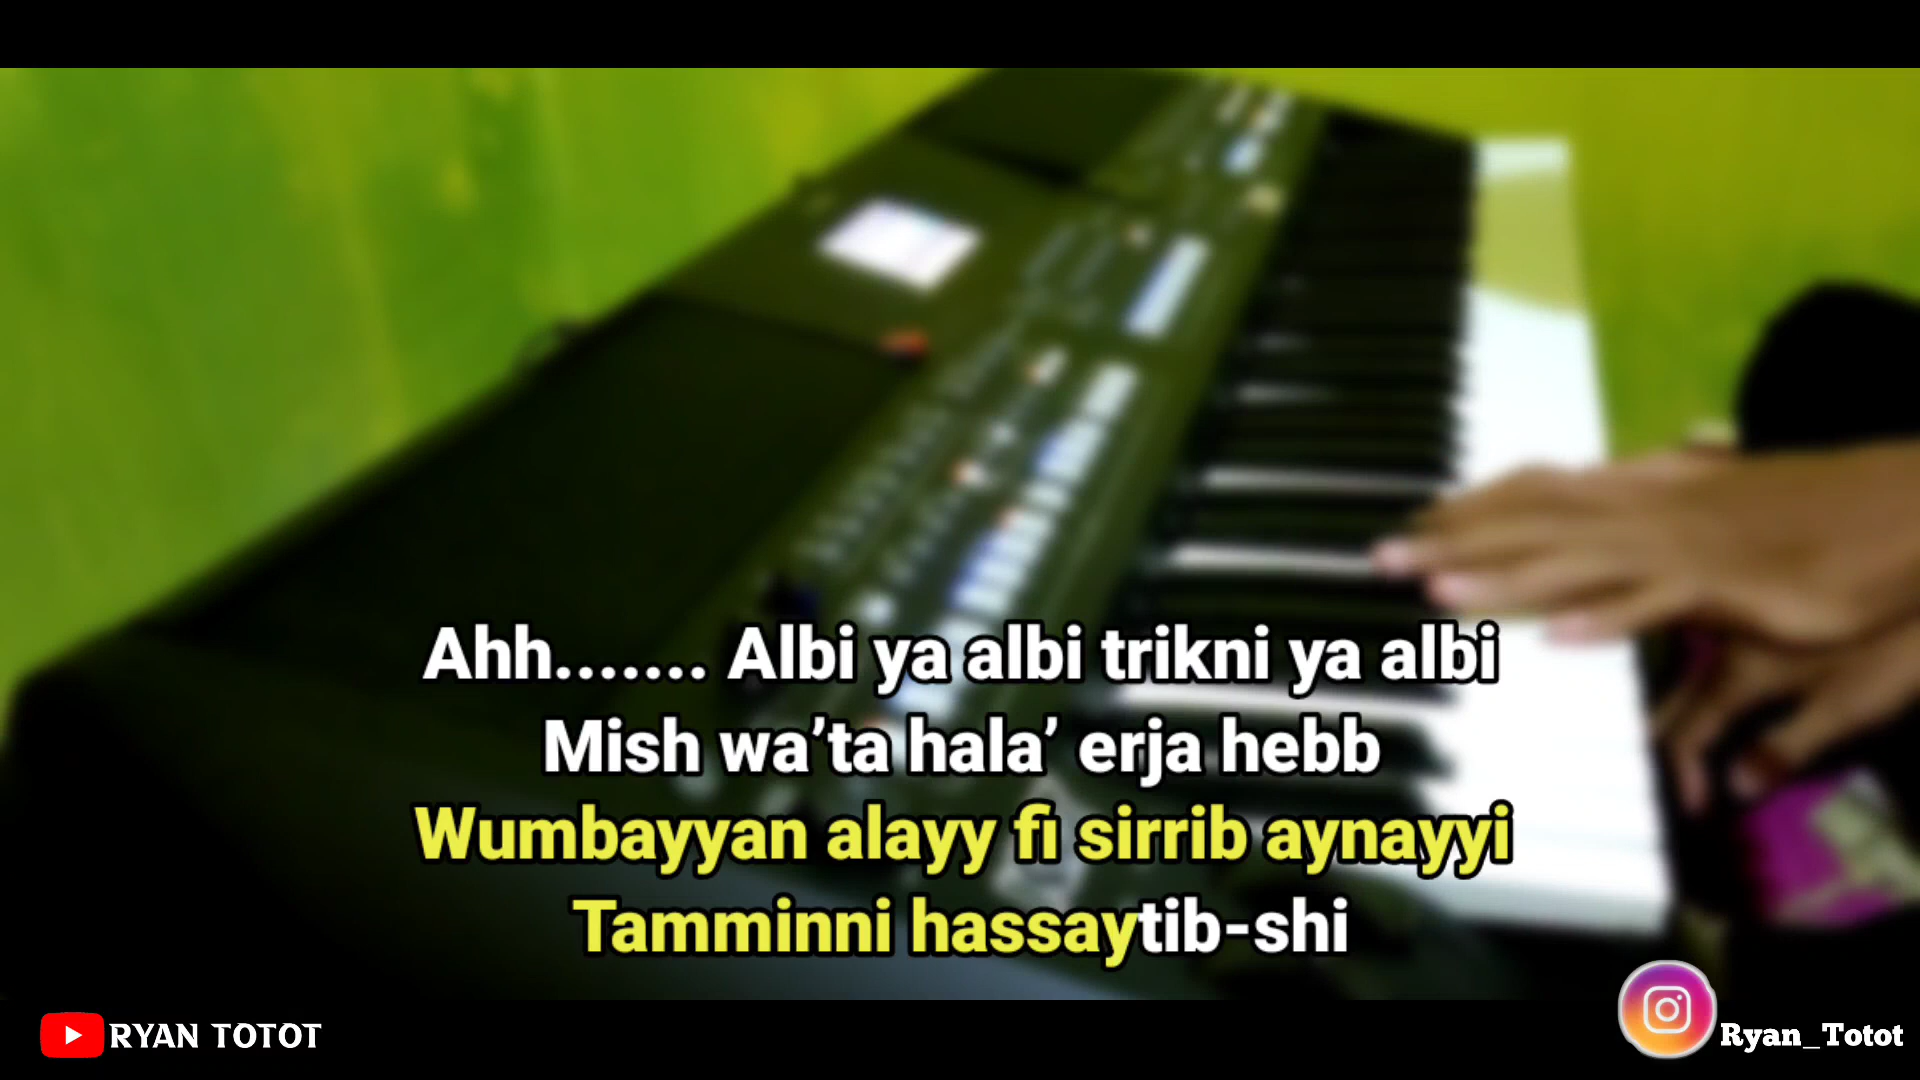 Ahh....... Albi ya albi trikni ya albi
Mish wa’ta hala’ erja hebb
Wumbayyan alayy fi sirrib aynayyi
Tamminni hassaytib-shi
RYAN TOTOT
Ryan_Totot